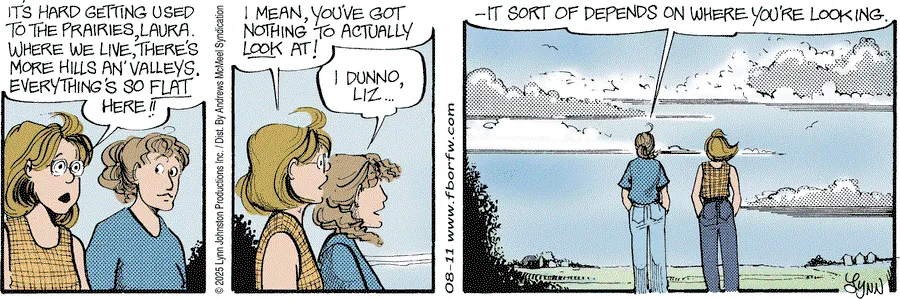 IT'S HARD GETTING USED
TO THE PRAIRIES, LAURA.
WHERE WE LIVE, THERE'S
MORE HILLS AN' VALLEYS.
EVERYTHING'S SO FLAT
HERE!!
© 2025 Lynn Johnston Productions Inc. / Dist. By Andrews McMeel Syndication
I MEAN, YOU'VE GOT
NOTHING TO ACTUALLY
LOOK AT!
I DUNNO,
LIZ...
08-11 www.fborfw.com
-IT SORT OF DEPENDS ON WHERE YOU'RE LOOKING.
LYNN